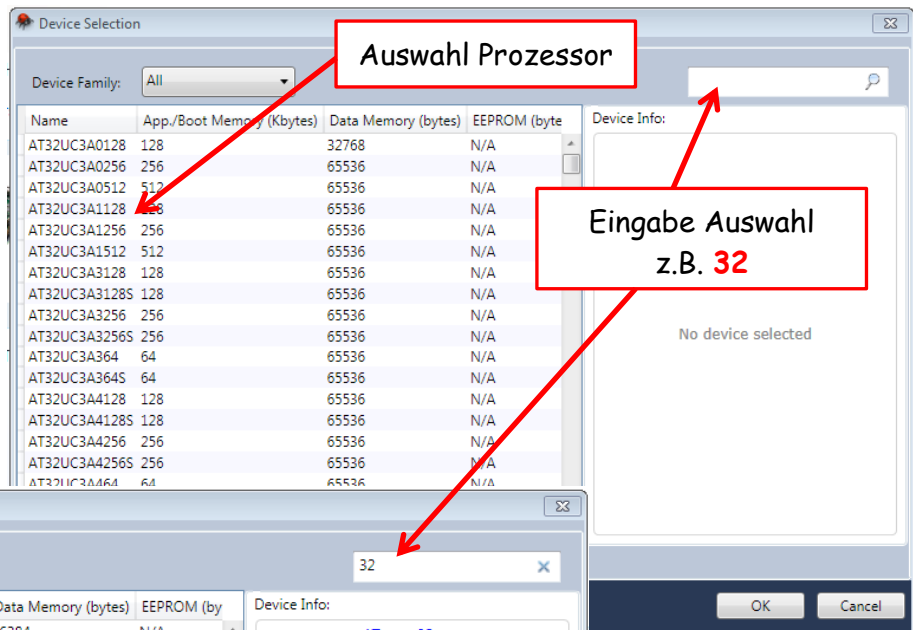 Device Selection
Auswahl Prozessor
Device Family: All
Name App./Boot Memory (Kbytes) Data Memory (bytes) EEPROM (byte
Device Info:
AT32UC3A0128 128 32768 N/A
AT32UC3A0256 256 65536 N/A
AT32UC3A0512 512 65536 N/A
AT32UC3A1128 128 65536 N/A
AT32UC3A1256 256 65536 N/A
AT32UC3A1512 512 65536 N/A
AT32UC3A3128 128 65536 N/A
AT32UC3A3128S 128 65536 N/A
AT32UC3A3256 256 65536 N/A
AT32UC3A3256S 256 65536 N/A
AT32UC3A364 64 65536 N/A
AT32UC3A364S 64 65536 N/A
AT32UC3A4128 128 65536 N/A
AT32UC3A4128S 128 65536 N/A
AT32UC3A4256 256 65536 N/A
AT32UC3A4256S 256 65536 N/A
AT32UC3A464 64 65536 N/A
Eingabe Auswahl
z.B. 32
No device selected
32
Data Memory (bytes) EEPROM (by
Device Info:
N/A
OK Cancel